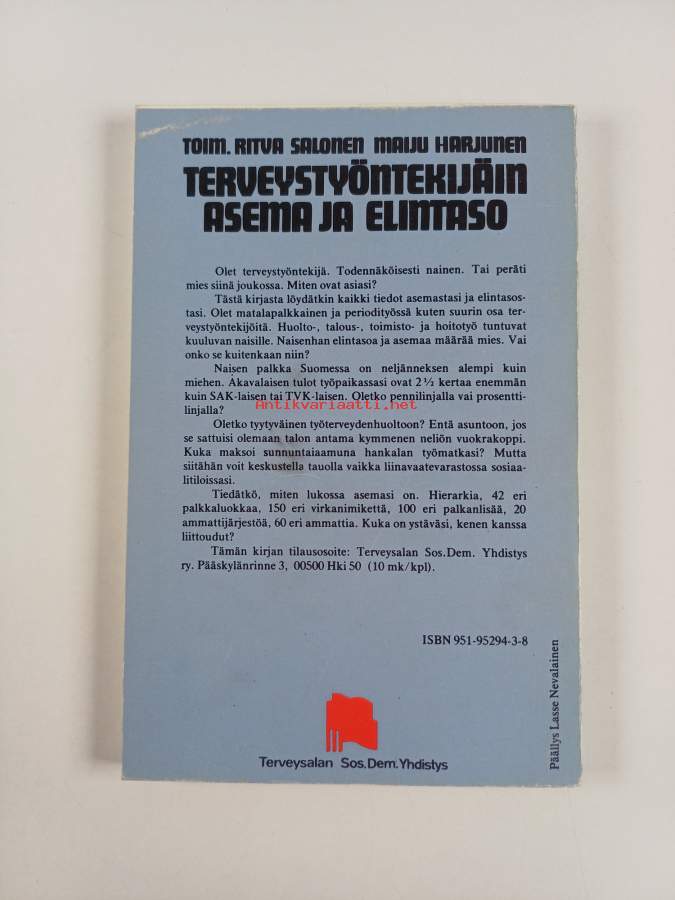 TOIM. RITVA SALONEN MAIJU HARJUNEN
TERVEYSTYÖNTEKIJÄIN
ASEMA JA ELINTASO
Olet terveystyöntekijä. Todennäköisesti nainen. Tai peräti
mies siinä joukossa. Miten ovat asiasi?
Tästä kirjasta löydätkin kaikki tiedot asemastasi ja elintasos-
tasi. Olet matalapalkkainen ja periodityössä kuten suurin osa ter-
veystyöntekijöitä. Huolto-, talous-, toimisto- ja hoitotyö tuntuvat
kuuluvan naisille. Naisenhan elintasoa ja asemaa määrää mies. Vai
onko se kuitenkaan niin?
Naisen palkka Suomessa on neljänneksen alempi kuin
miehen. Akavalaisen tulot työpaikassasi ovat 2 ½ kertaa enemmän
kuin SAK-laisen tai TVK-laisen. Oletko pennilinjalla vai prosentti-
linjalla?
Antikvariaatti.net
Oletko tyytyväinen työterveydenhuoltoon? Entä asuntoon, jos
se sattuisi olemaan talon antama kymmenen neliön vuokrakoppi.
Kuka maksoi sunnuntaiaamuna hankalan työmatkasi? Mutta
siitähän voit keskustella tauolla vaikka liinavaatevarastossa sosiaa-
litiloissasi.
Tiedätkö, miten lukossa asemasi on. Hierarkia, 42 eri
palkkaluokkaa, 150 eri virkanimikettä, 100 eri palkanlisää, 20
ammattijärjestöä, 60 eri ammattia. Kuka on ystäväsi, kenen kanssa
liittoudut?
Tämän kirjan tilausosoite: Terveysalan Sos.Dem. Yhdistys
ry. Pääskylänrinne 3, 00500 Hki 50 (10 mk/kpl).
ISBN 951-95294-3-8
Päällys Lasse Nevalainen
Terveysalan Sos.Dem.Yhdistys